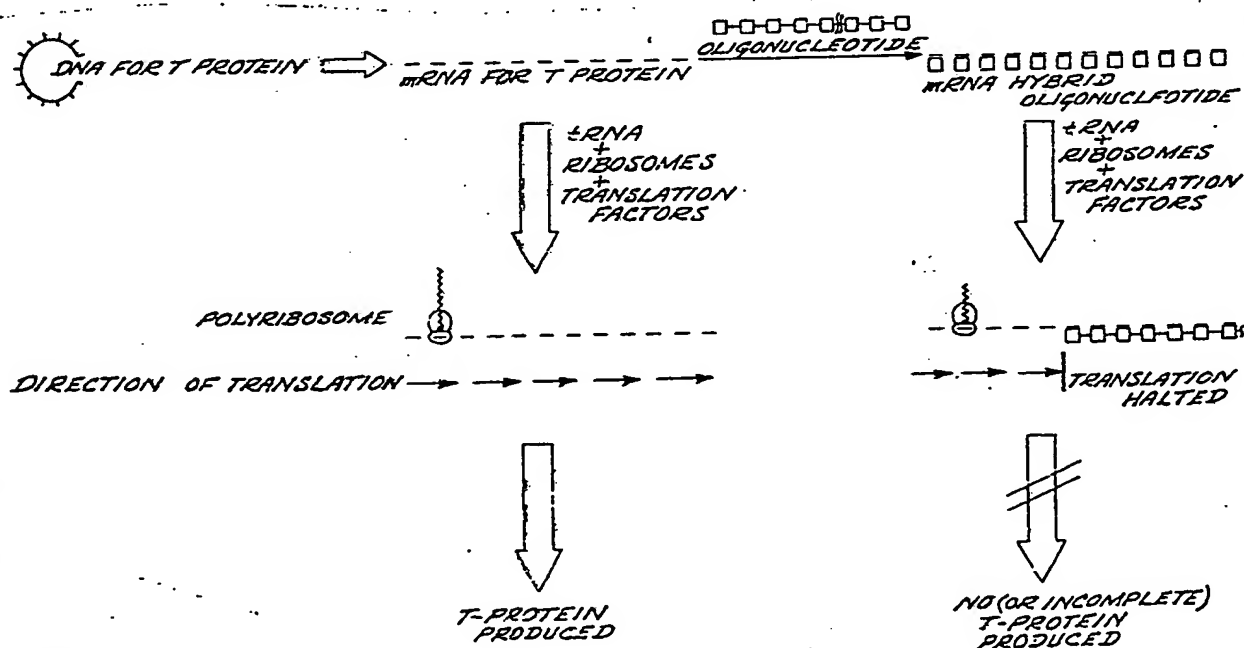 OLIGONUCLEOTIDE
DNA FOR T PROTEIN
mRNA FOR T PROTEIN
mRNA HYBRID
OLIGONUCLFOTIDE
tRNA
+
RIBOSOMES
+
TRANSLATION
FACTORS
tRNA
+
RIBOSOMES
+
TRANSLATION
FACTORS
POLYRIBOSOME
DIRECTION OF TRANSLATION
TRANSLATION
HALTED
T-PROTEIN
PRODUCED
NO (OR INCOMPLETE)
T-PROTEIN
PRODUCED